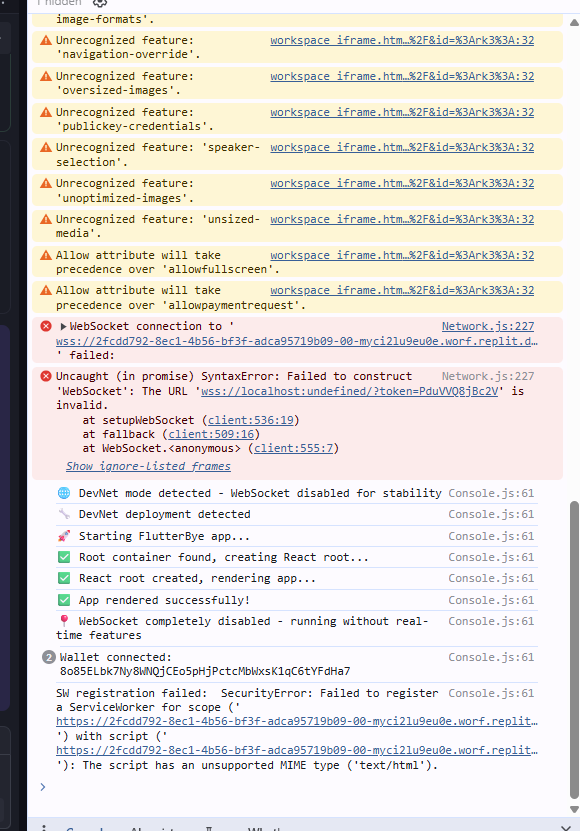 1 hidden
image-formats'.
Unrecognized feature: workspace_iframe.htm…%2F&id=%3Ark3%3A:32
'navigation-override'.
Unrecognized feature: workspace_iframe.htm…%2F&id=%3Ark3%3A:32
'oversized-images'.
Unrecognized feature: workspace_iframe.htm…%2F&id=%3Ark3%3A:32
'publickey-credentials'.
Unrecognized feature: 'speaker- workspace_iframe.htm…%2F&id=%3Ark3%3A:32
selection'.
Unrecognized feature: workspace_iframe.htm…%2F&id=%3Ark3%3A:32
'unoptimized-images'.
Unrecognized feature: 'unsized- workspace_iframe.htm…%2F&id=%3Ark3%3A:32
media'.
Allow attribute will take workspace_iframe.htm…%2F&id=%3Ark3%3A:32
precedence over 'allowfullscreen'.
Allow attribute will take workspace_iframe.htm…%2F&id=%3Ark3%3A:32
precedence over 'allowpaymentrequest'.
WebSocket connection to ' Network.js:227
wss://2fcdd792-8ec1-4b56-bf3f-adca95719b09-00-myci2lu9eu0e.worf.replit.d…
' failed:
Uncaught (in promise) SyntaxError: Failed to construct Network.js:227
'WebSocket': The URL 'wss://localhost:undefined/?token=PduVVQ8jBc2V' is
invalid.
at setupWebSocket (client:536:19)
at fallback (client:509:16)
at WebSocket.<anonymous> (client:555:7)
Show ignore-listed frames
DevNet mode detected - WebSocket disabled for stability Console.js:61
DevNet deployment detected Console.js:61
Starting FlutterBye app... Console.js:61
Root container found, creating React root... Console.js:61
React root created, rendering app... Console.js:61
App rendered successfully! Console.js:61
WebSocket completely disabled - running without real- Console.js:61
time features
2 Wallet connected: Console.js:61
8o85ELbk7Ny8WNQjCEo5pHjPctcMbWxsK1qC6tYFdHa7
SW registration failed: SecurityError: Failed to register Console.js:61
a ServiceWorker for scope ('
https://2fcdd792-8ec1-4b56-bf3f-adca95719b09-00-myci2lu9eu0e.worf.replit…
') with script ('
https://2fcdd792-8ec1-4b56-bf3f-adca95719b09-00-myci2lu9eu0e.worf.replit…
'): The script has an unsupported MIME type ('text/html').